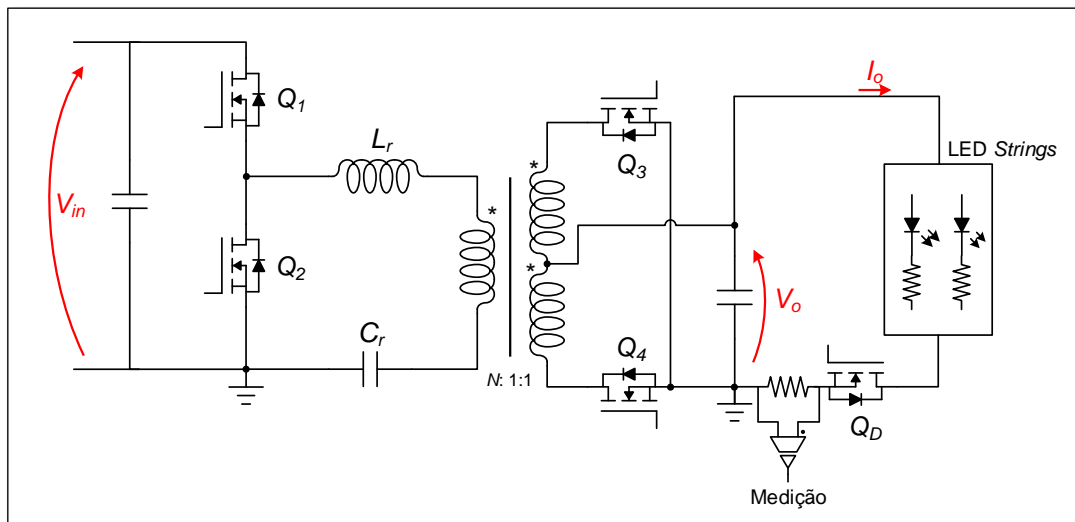 Q1
Lr
Vin
Q2
Cr
*
*
*
N: 1:1
Q3
Q4
Io
LED Strings
Vo
QD
Medição